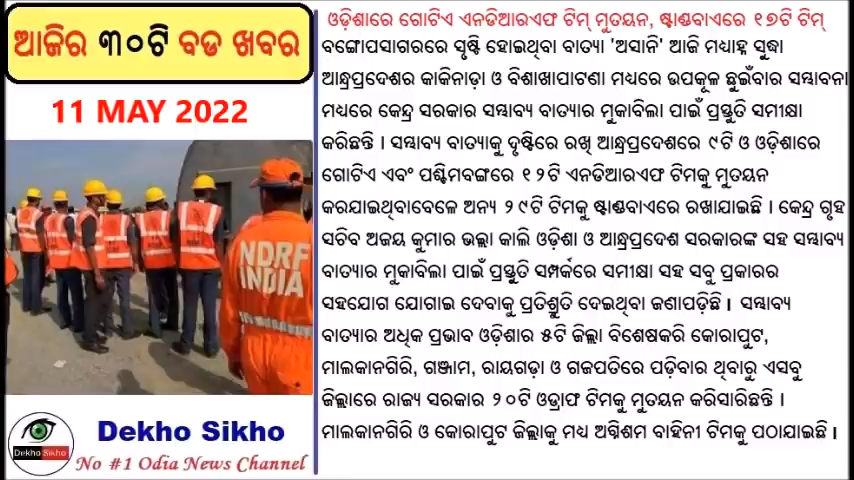 ଆଜିର ୩୦ଟି ବଡ ଖବର
11 MAY 2022
NDRF
INDIA
Dekho Sikho
Dekho Sikho
No #1 Odia News Channel
ଓଡ଼ିଶାରେ ଗୋଟିଏ ଏନଡିଆରଏଫ ଟିମ୍ ମୁତୟନ, ଷ୍ଟାଣ୍ଡବାଏରେ ୧୭ଟି ଟିମ୍
ବଙ୍ଗୋପସାଗରରେ ସୃଷ୍ଟି ହୋଇଥିବା ବାତ୍ୟା 'ଅସାନି' ଆଜି ମଧ୍ୟାହ୍ନ ସୁଦ୍ଧା
ଆନ୍ଧ୍ରପ୍ରଦେଶର କାକିନାଡ଼ା ଓ ବିଶାଖାପାଟଣା ମଧ୍ୟରେ ଉପକୂଳ ଛୁଇଁବାର ସମ୍ଭାବନା
ମଧ୍ୟରେ କେନ୍ଦ୍ର ସରକାର ସମ୍ଭାବ୍ୟ ବାତ୍ୟାର ମୁକାବିଲା ପାଇଁ ପ୍ରସ୍ତୁତି ସମୀକ୍ଷା
କରିଛନ୍ତି । ସମ୍ଭାବ୍ୟ ବାତ୍ୟାକୁ ଦୃଷ୍ଟିରେ ରଖି ଆନ୍ଧ୍ରପ୍ରଦେଶରେ ୯ଟି ଓ ଓଡ଼ିଶାରେ
ଗୋଟିଏ ଏବଂ ପଶ୍ଚିମବଙ୍ଗରେ ୧୨ଟି ଏନଡିଆରଏଫ ଟିମକୁ ମୁତୟନ
କରଯାଇଥିବାବେଳେ ଅନ୍ୟ ୨୯ଟି ଟିମକୁ ଷ୍ଟାଣ୍ଡବାଏରେ ରଖାଯାଇଛି । କେନ୍ଦ୍ର ଗୃହ
ସଚିବ ଅଜୟ କୁମାର ଭଲ୍ଲା କାଲି ଓଡ଼ିଶା ଓ ଆନ୍ଧ୍ରପ୍ରଦେଶ ସରକାରଙ୍କ ସହ ସମ୍ଭାବ୍ୟ
ବାତ୍ୟାର ମୁକାବିଲା ପାଇଁ ପ୍ରସ୍ତୁତି ସମ୍ପର୍କରେ ସମୀକ୍ଷା ସହ ସବୁ ପ୍ରକାରର
ସହଯୋଗ ଯୋଗାଇ ଦେବାକୁ ପ୍ରତିଶ୍ରୁତି ଦେଇଥିବା ଜଣାପଡ଼ିଛି । ସମ୍ଭାବ୍ୟ
ବାତ୍ୟାର ଅଧିକ ପ୍ରଭାବ ଓଡ଼ିଶାର ୫ଟି ଜିଲ୍ଲା ବିଶେଷକରି କୋରାପୁଟ,
ମାଲକାନଗିରି, ଗଞ୍ଜାମ, ରାୟଗଡ଼ା ଓ ଗଜପତିରେ ପଡ଼ିବାର ଥିବାରୁ ଏସବୁ
ଜିଲ୍ଲାରେ ରାଜ୍ୟ ସରକାର ୨୦ଟି ଓଡ୍ରାଫ ଟିମକୁ ମୁତୟନ କରିସାରିଛନ୍ତି ।
ମାଲକାନଗିରି ଓ କୋରାପୁଟ ଜିଲ୍ଲାକୁ ମଧ୍ୟ ଅଗ୍ନିଶମ ବାହିନୀ ଟିମକୁ ପଠାଯାଇଛି ।